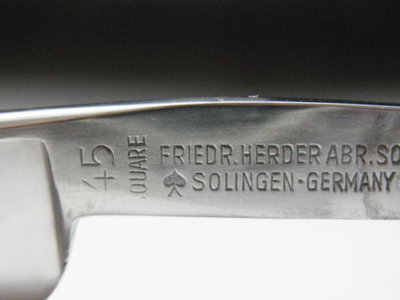 45
QUARE
FRIEDR. HERDER ABR. SO
♠ SOLINGEN-GERMANY